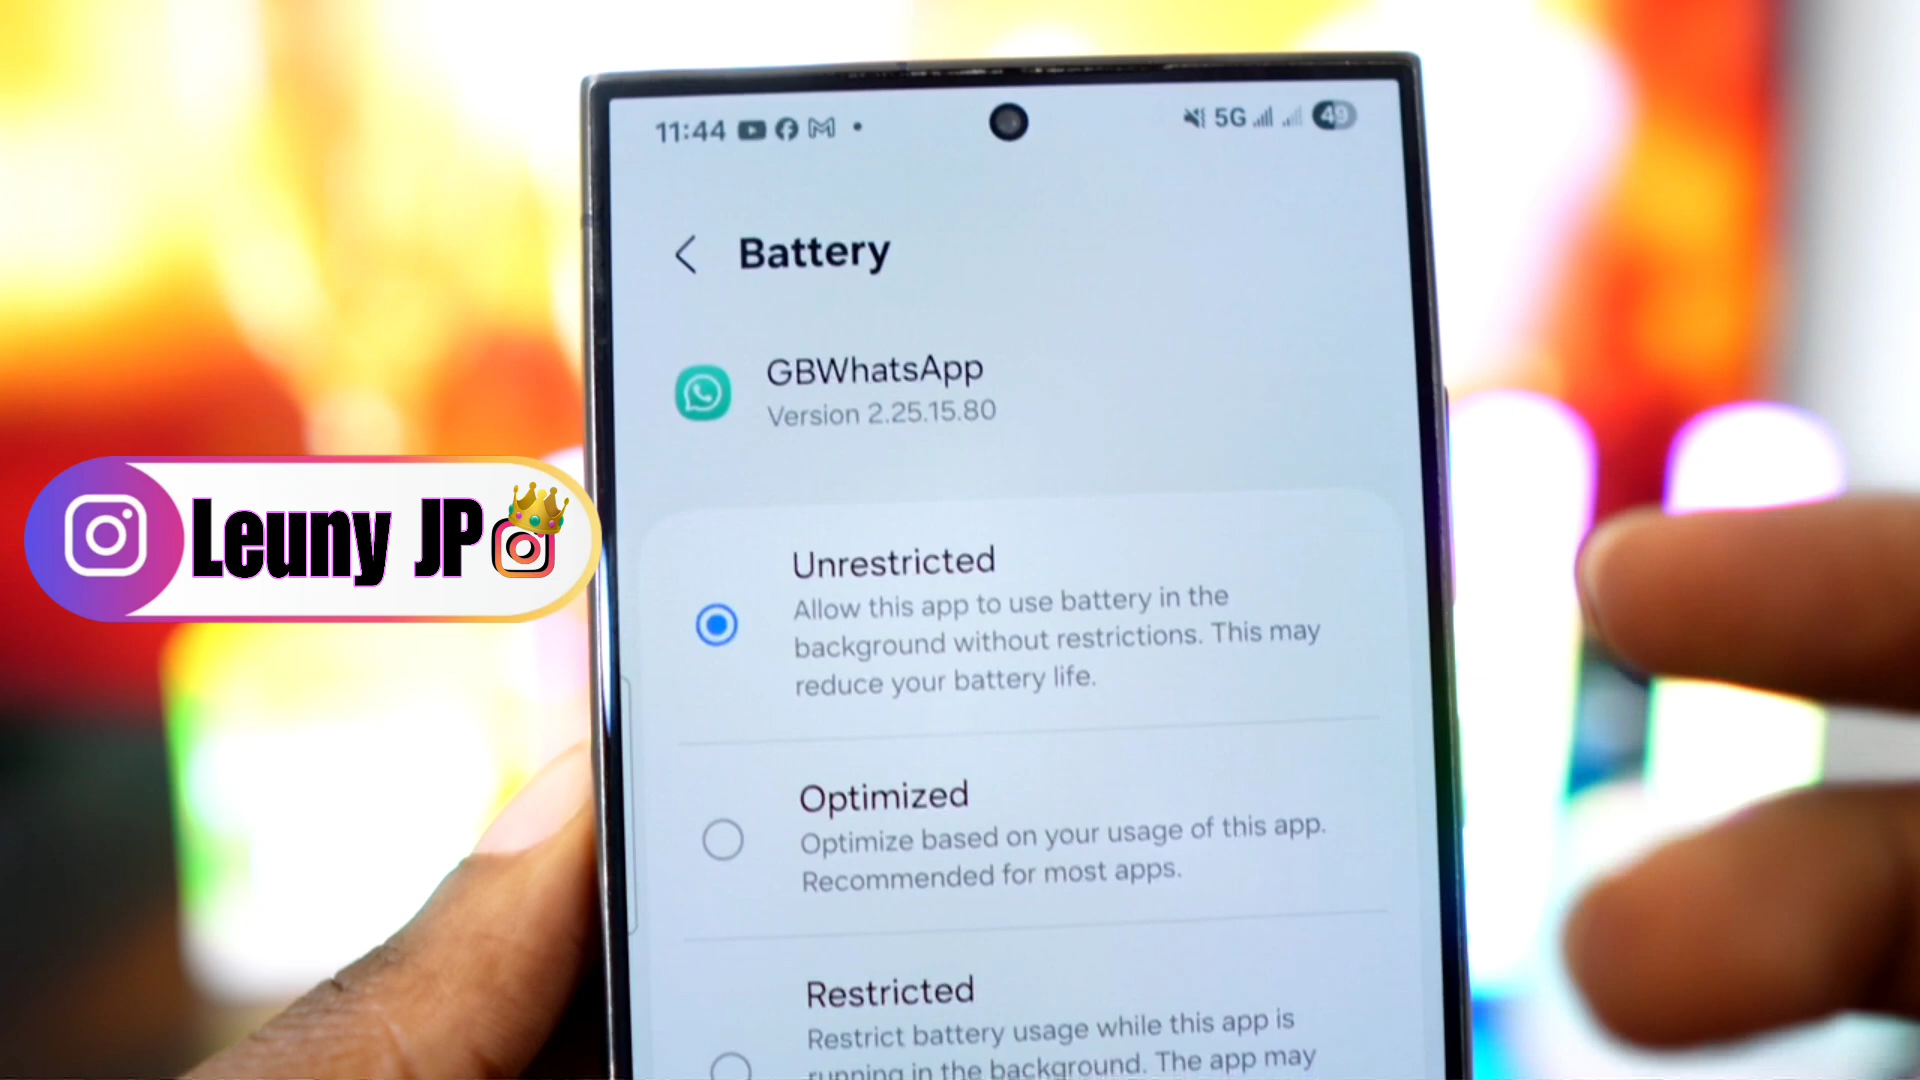 11:44
5G
49
Battery
GBWhatsApp
Version 2.25.15.80
Leuny JP
Unrestricted
Allow this app to use battery in the
background without restrictions. This may
reduce your battery life.
Optimized
Optimize based on your usage of this app.
Recommended for most apps.
Restricted
Restrict battery usage while this app is
running in the background. The app may